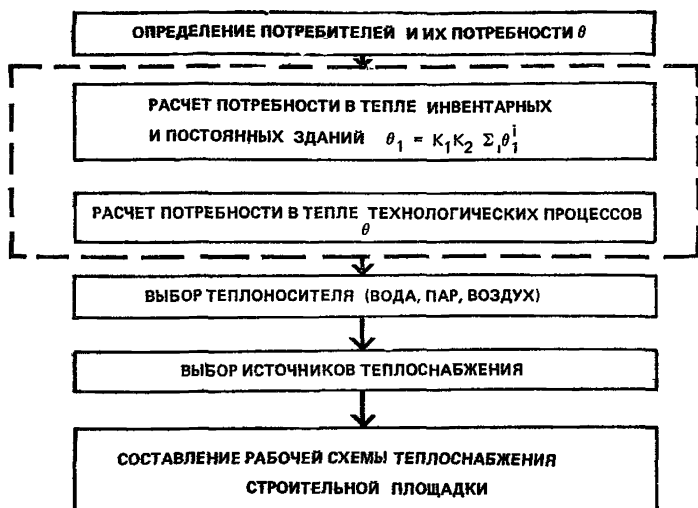 ОПРЕДЕЛЕНИЕ ПОТРЕБИТЕЛЕЙ И ИХ ПОТРЕБНОСТИ θ
РАСЧЕТ ПОТРЕБНОСТИ В ТЕПЛЕ ИНВЕНТАРНЫХ
И ПОСТОЯННЫХ ЗДАНИЙ θ₁ = K₁K₂ Σᵢθ₁ⁱ
РАСЧЕТ ПОТРЕБНОСТИ В ТЕПЛЕ ТЕХНОЛОГИЧЕСКИХ ПРОЦЕССОВ
θ
ВЫБОР ТЕПЛОНОСИТЕЛЯ (ВОДА, ПАР, ВОЗДУХ)
ВЫБОР ИСТОЧНИКОВ ТЕПЛОСНАБЖЕНИЯ
СОСТАВЛЕНИЕ РАБОЧЕЙ СХЕМЫ ТЕПЛОСНАБЖЕНИЯ
СТРОИТЕЛЬНОЙ ПЛОЩАДКИ